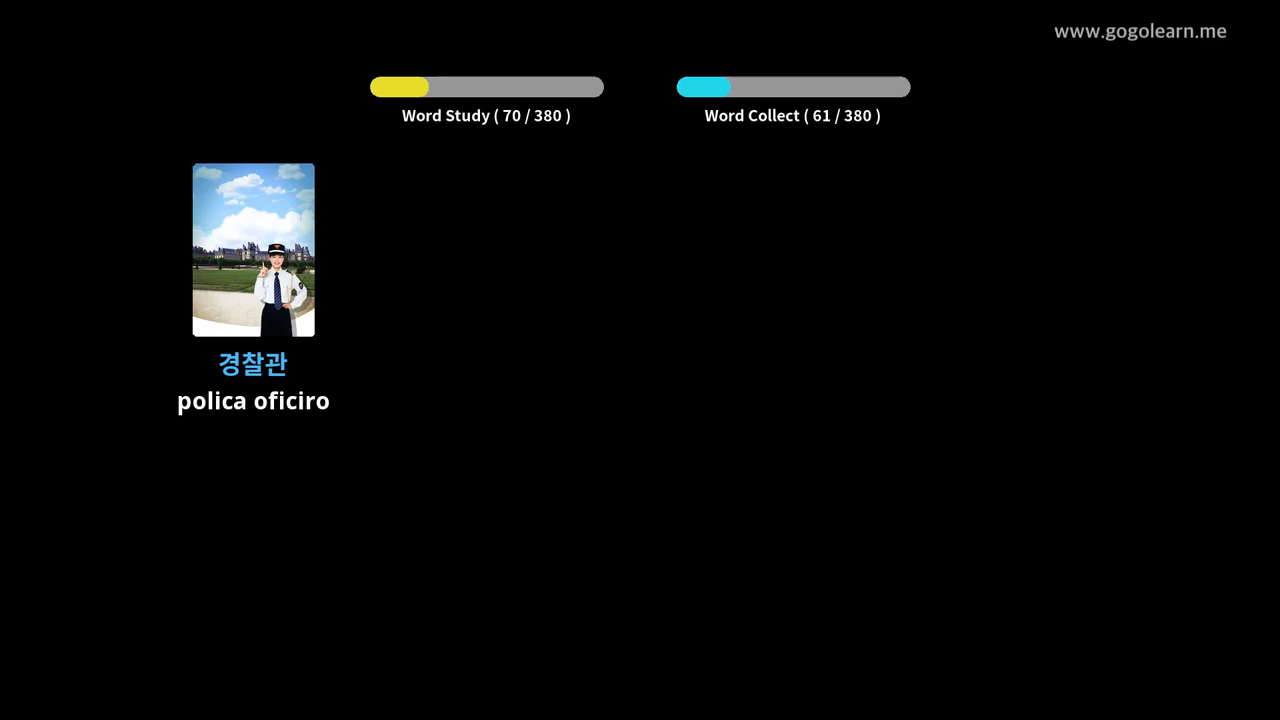 www.gogolearn.me
Word Study ( 70 / 380 )
Word Collect ( 61 / 380 )
경찰관
polica oficiro